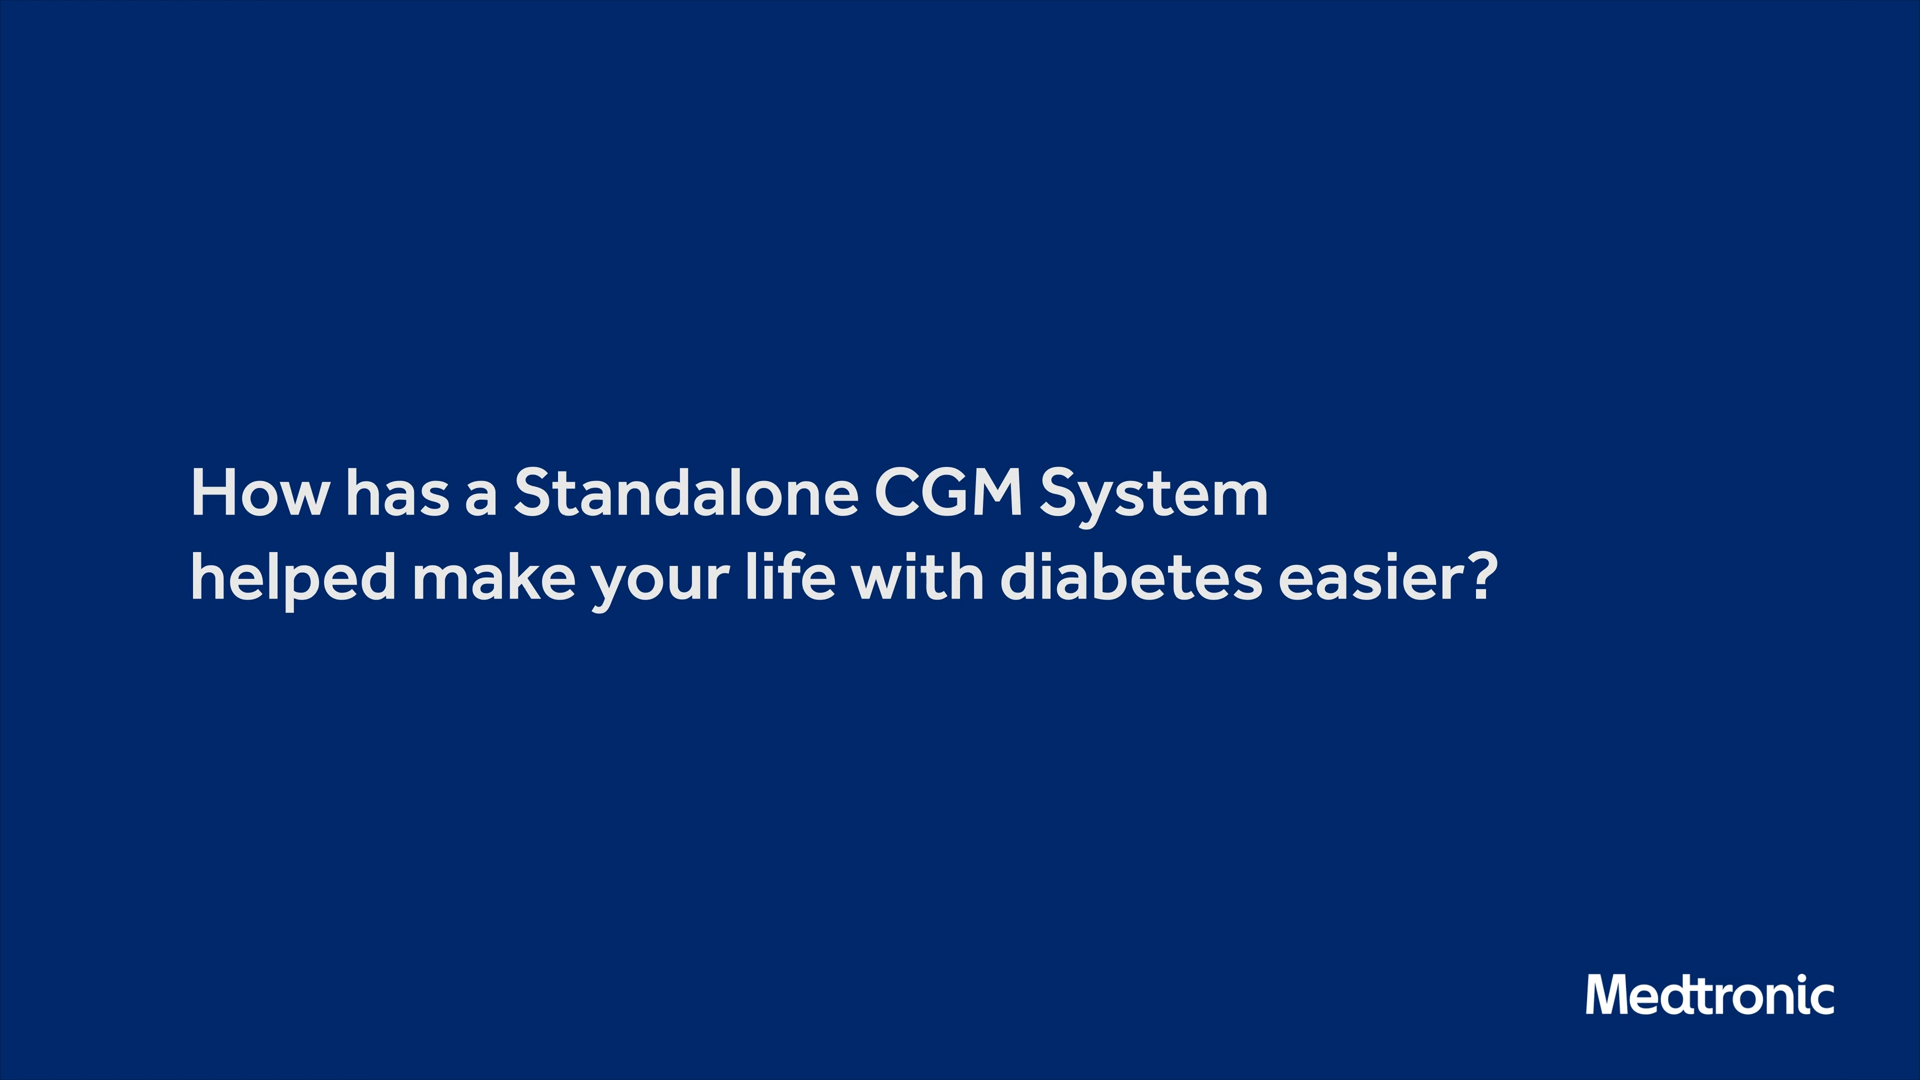 How has a Standalone CGM System
helped make your life with diabetes easier?
Medtronic